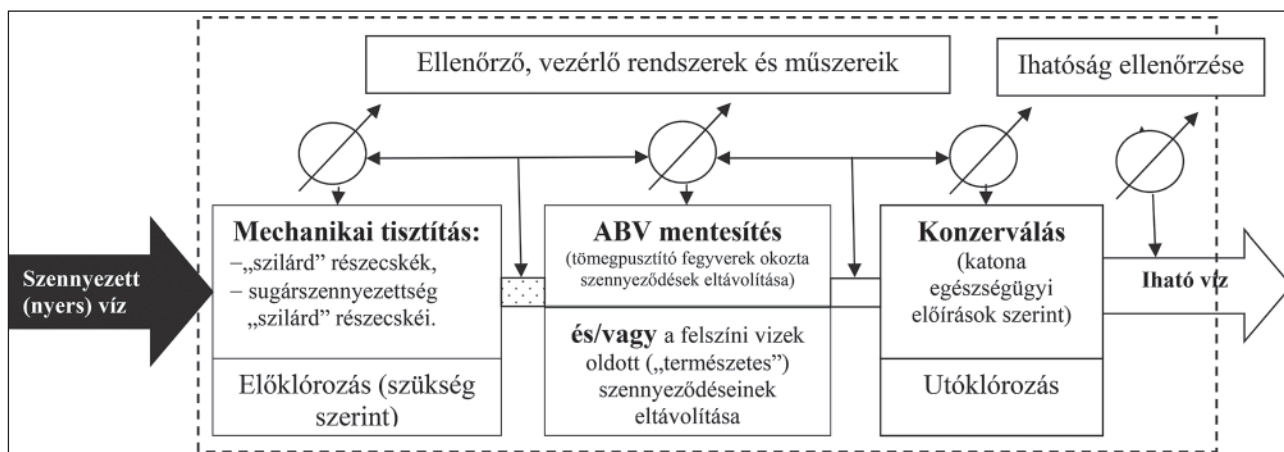 Ellenőrző, vezérlő rendszerek és műszereik
Ihatóság ellenőrzése
Szennyezett
(nyers) víz
Mechanikai tisztítás:
–„szilárd” részecskék,
– sugárszennyezettség
„szilárd” részecskéi.
Előklórozás (szükség
szerint)
ABV mentesítés
(tömegpusztító fegyverek okozta
szennyeződések eltávolítása)
és/vagy a felszíni vizek
oldott („természetes”)
szennyeződéseinek
eltávolítása
Konzerválás
(katona
egészségügyi
előírások szerint)
Utóklórozás
Iható víz